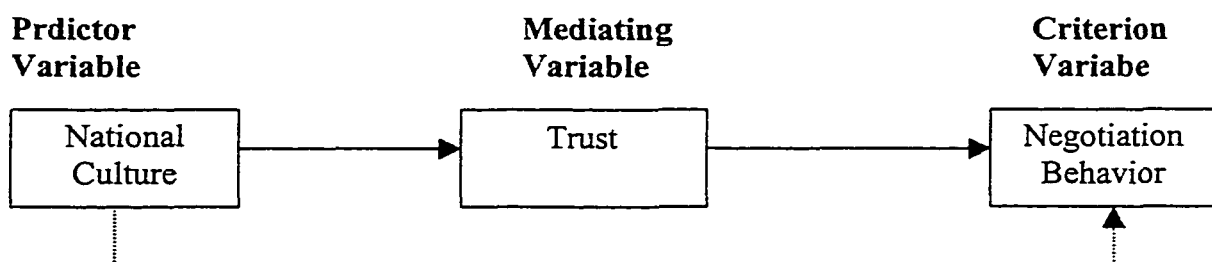 Prdictor
Variable
Mediating
Variable
Criterion
Variabe
National
Culture
Trust
Negotiation
Behavior